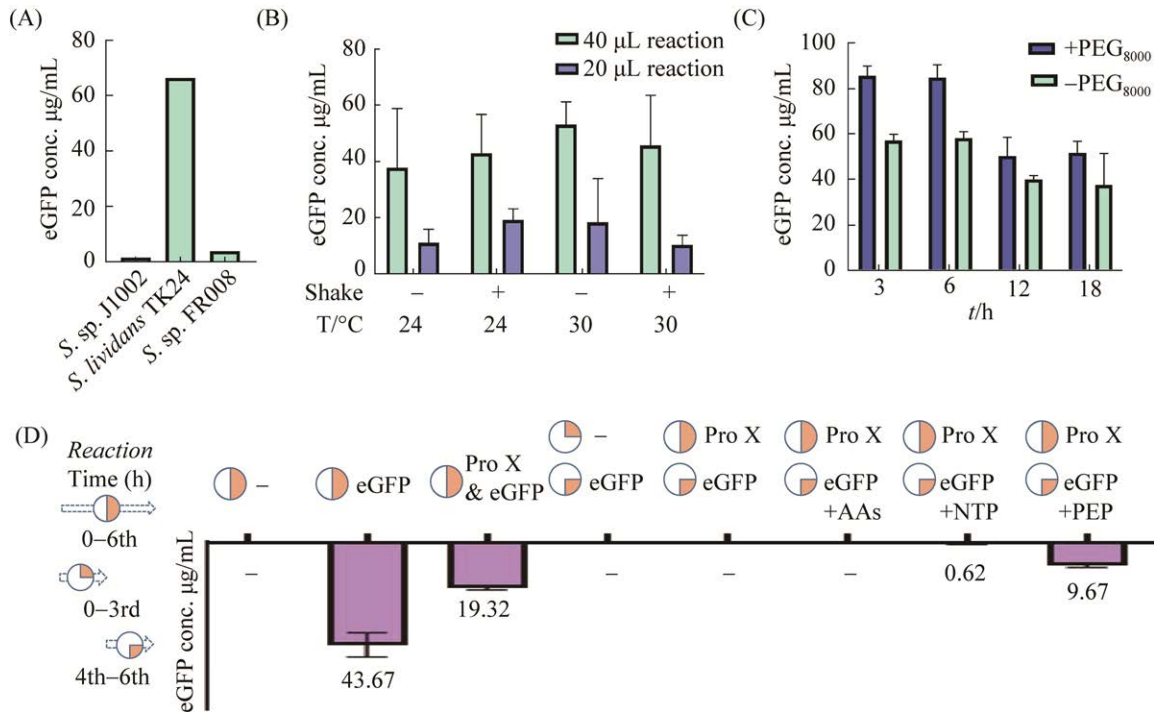 (A)
eGFP conc. μg/mL
80
60
40
20
0
S. sp. J1002
S. lividans TK24
S. sp. FR008
(B)
eGFP conc. μg/mL
80
60
40
20
0
40 μL reaction
20 μL reaction
Shake − + − +
T/°C 24 24 30 30
(C)
eGFP conc. μg/mL
100
80
60
40
20
0
+PEG8000
−PEG8000
3 6 12 18
t/h
(D)
Reaction
Time (h)
0−6th
0−3rd
4th−6th
−
eGFP
Pro X
& eGFP
−
eGFP
Pro X
eGFP
Pro X
eGFP
+AAs
Pro X
eGFP
+NTP
Pro X
eGFP
+PEP
eGFP conc. μg/mL
−
43.67
19.32
−
−
−
0.62
9.67